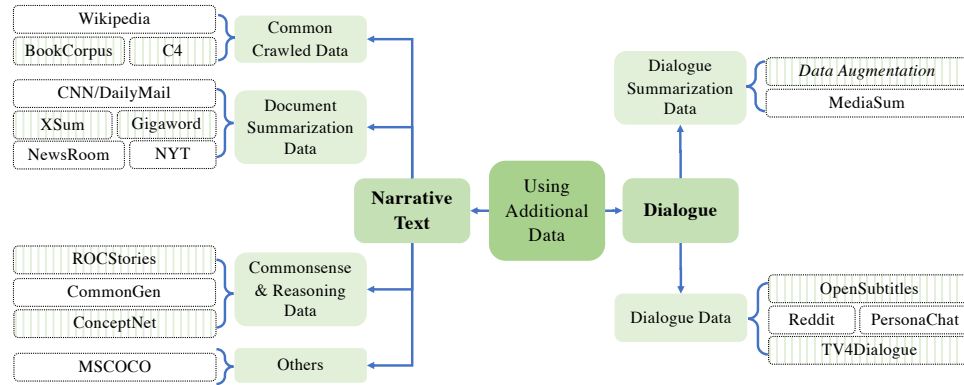 Wikipedia
BookCorpus
C4
Common
Crawled Data
CNN/DailyMail
XSum
Gigaword
NewsRoom
NYT
Document
Summarization
Data
Narrative
Text
Using
Additional
Data
Dialogue
Dialogue
Summarization
Data
Data Augmentation
MediaSum
ROCStories
CommonGen
ConceptNet
Commonsense
& Reasoning
Data
MSCOCO
Others
Dialogue Data
OpenSubtitles
Reddit
PersonaChat
TV4Dialogue